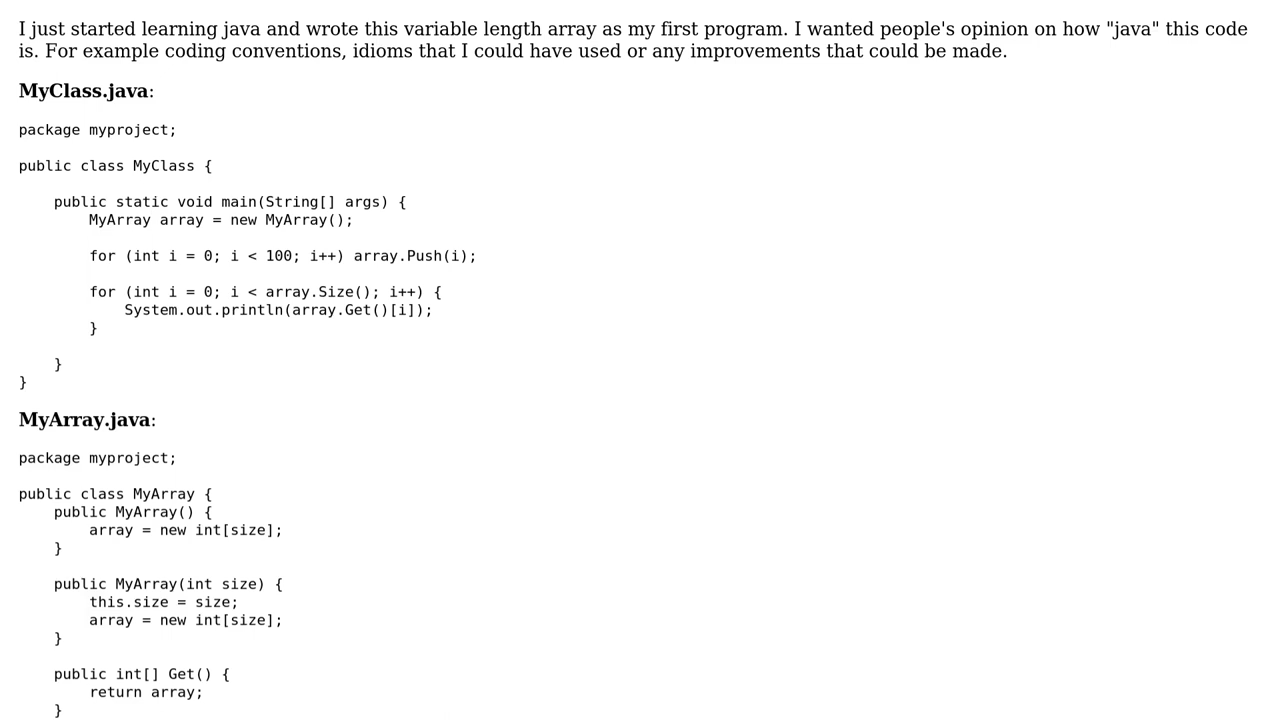 I just started learning java and wrote this variable length array as my first program. I wanted people's opinion on how "java" this code
is. For example coding conventions, idioms that I could have used or any improvements that could be made.
MyClass.java:
package myproject;
public class MyClass {
    public static void main(String[] args) {
        MyArray array = new MyArray();
        for (int i = 0; i < 100; i++) array.Push(i);
        for (int i = 0; i < array.Size(); i++) {
            System.out.println(array.Get()[i]);
        }
    }
}
MyArray.java:
package myproject;
public class MyArray {
    public MyArray() {
        array = new int[size];
    }
    public MyArray(int size) {
        this.size = size;
        array = new int[size];
    }
    public int[] Get() {
        return array;
    }